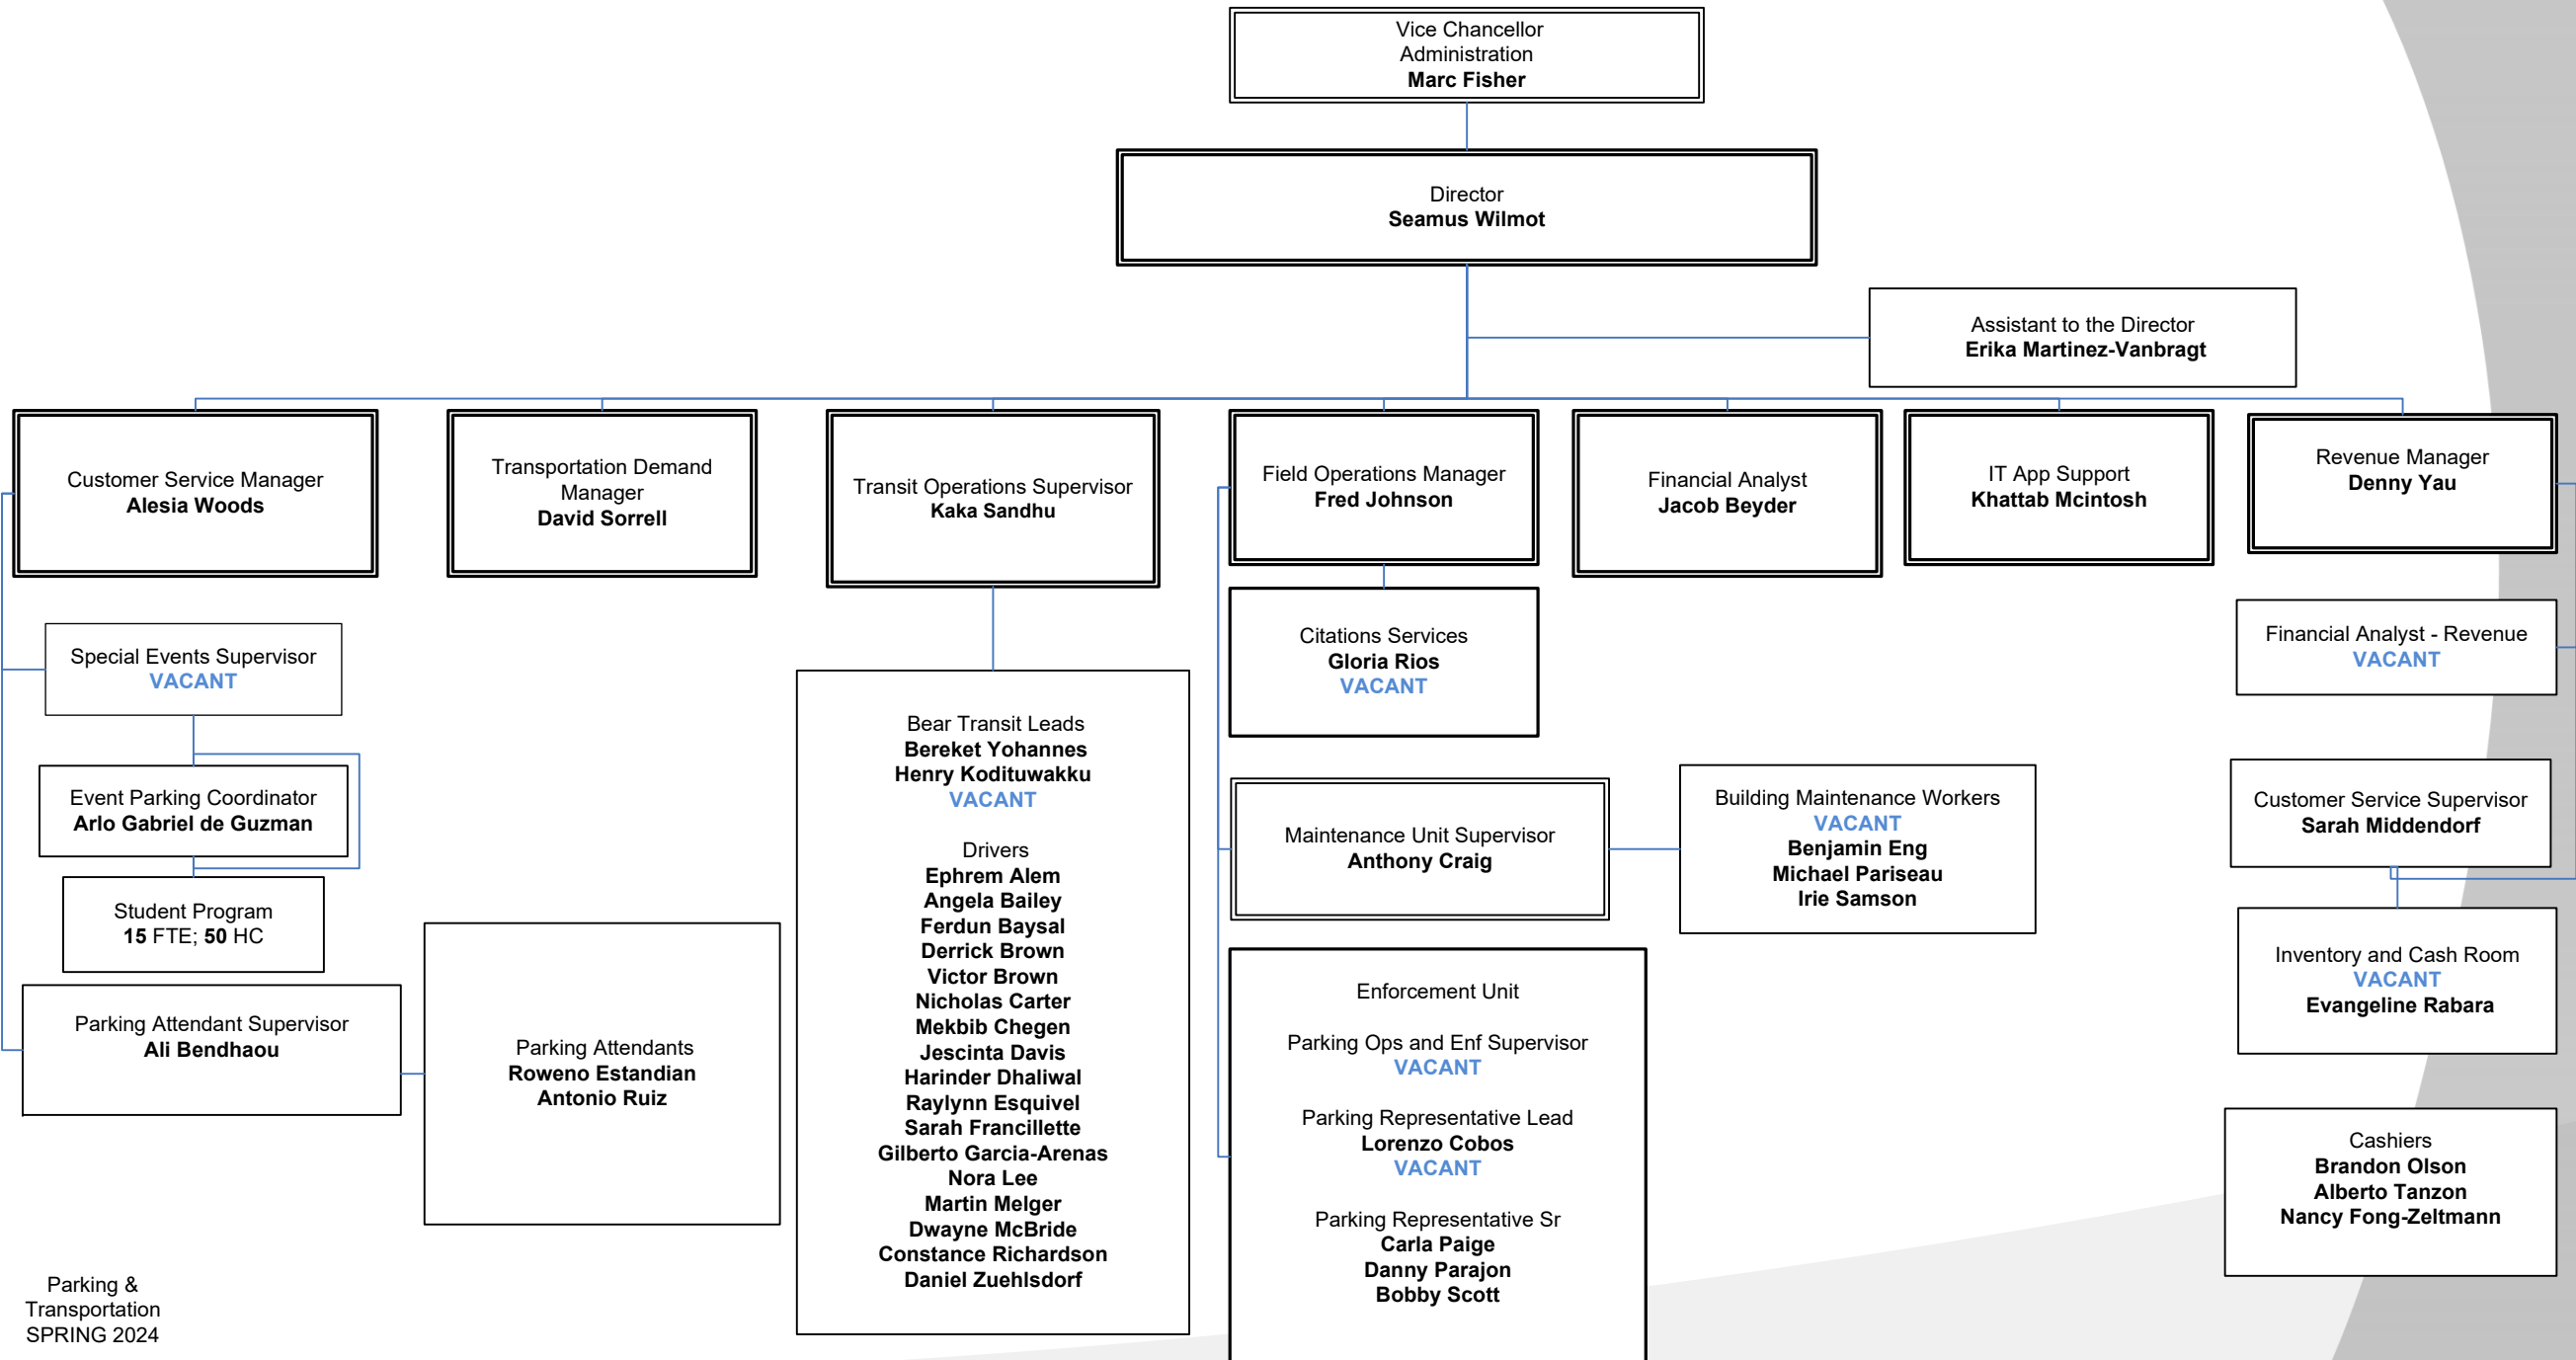 Vice Chancellor
Administration
Marc Fisher
Director
Seamus Wilmot
Assistant to the Director
Erika Martinez-Vanbragt
Customer Service Manager
Alesia Woods
Transportation Demand
Manager
David Sorrell
Transit Operations Supervisor
Kaka Sandhu
Field Operations Manager
Fred Johnson
Financial Analyst
Jacob Beyder
IT App Support
Khattab Mcintosh
Revenue Manager
Denny Yau
Special Events Supervisor
VACANT
Event Parking Coordinator
Arlo Gabriel de Guzman
Student Program
15 FTE; 50 HC
Parking Attendant Supervisor
Ali Bendhaou
Parking Attendants
Roweno Estandian
Antonio Ruiz
Bear Transit Leads
Bereket Yohannes
Henry Kodituwakku
VACANT
Drivers
Ephrem Alem
Angela Bailey
Ferdun Baysal
Derrick Brown
Victor Brown
Nicholas Carter
Mekbib Chegen
Jescinta Davis
Harinder Dhaliwal
Raylynn Esquivel
Sarah Francillette
Gilberto Garcia-Arenas
Nora Lee
Martin Melger
Dwayne McBride
Constance Richardson
Daniel Zuehlsdorf
Citations Services
Gloria Rios
VACANT
Maintenance Unit Supervisor
Anthony Craig
Building Maintenance Workers
VACANT
Benjamin Eng
Michael Pariseau
Irie Samson
Enforcement Unit
Parking Ops and Enf Supervisor
VACANT
Parking Representative Lead
Lorenzo Cobos
VACANT
Parking Representative Sr
Carla Paige
Danny Parajon
Bobby Scott
Financial Analyst - Revenue
VACANT
Customer Service Supervisor
Sarah Middendorf
Inventory and Cash Room
VACANT
Evangeline Rabara
Cashiers
Brandon Olson
Alberto Tanzon
Nancy Fong-Zeltmann
Parking &
Transportation
SPRING 2024